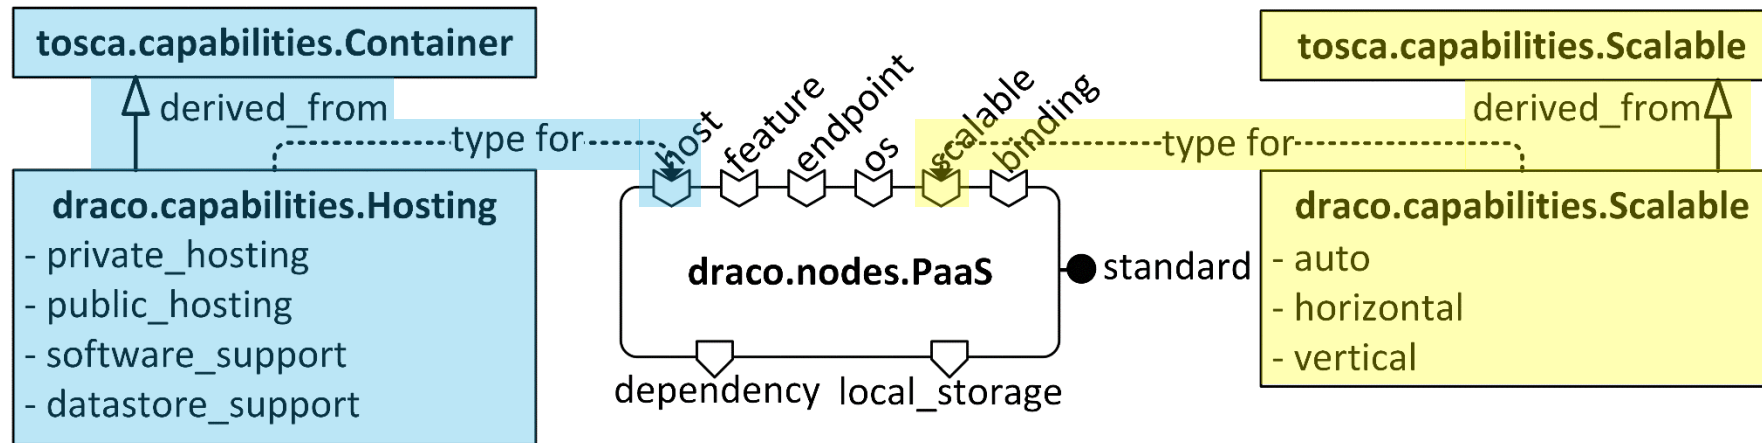 tosca.capabilities.Container
derived_from
type for
draco.capabilities.Hosting
- private_hosting
- public_hosting
- software_support
- datastore_support
host
feature
endpoint
os
scalable
binding
draco.nodes.PaaS
standard
dependency
local_storage
tosca.capabilities.Scalable
derived_from
type for
draco.capabilities.Scalable
- auto
- horizontal
- vertical